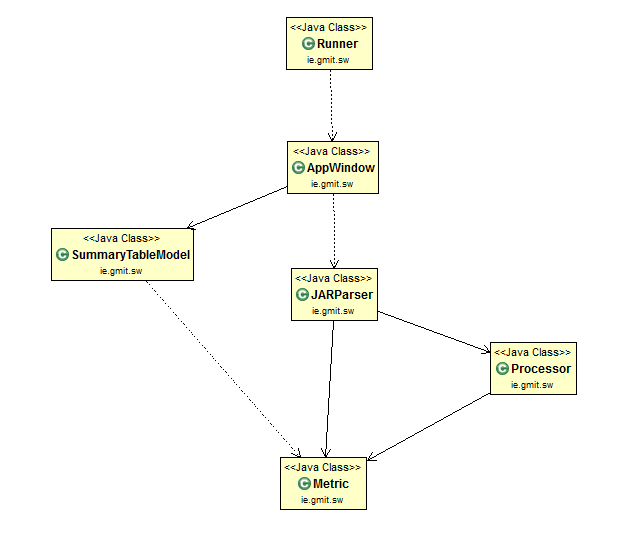 <<Java Class>>
Runner
ie.gmit.sw
<<Java Class>>
AppWindow
ie.gmit.sw
<<Java Class>>
SummaryTableModel
ie.gmit.sw
<<Java Class>>
JARParser
ie.gmit.sw
<<Java Class>>
Processor
ie.gmit.sw
<<Java Class>>
Metric
ie.gmit.sw